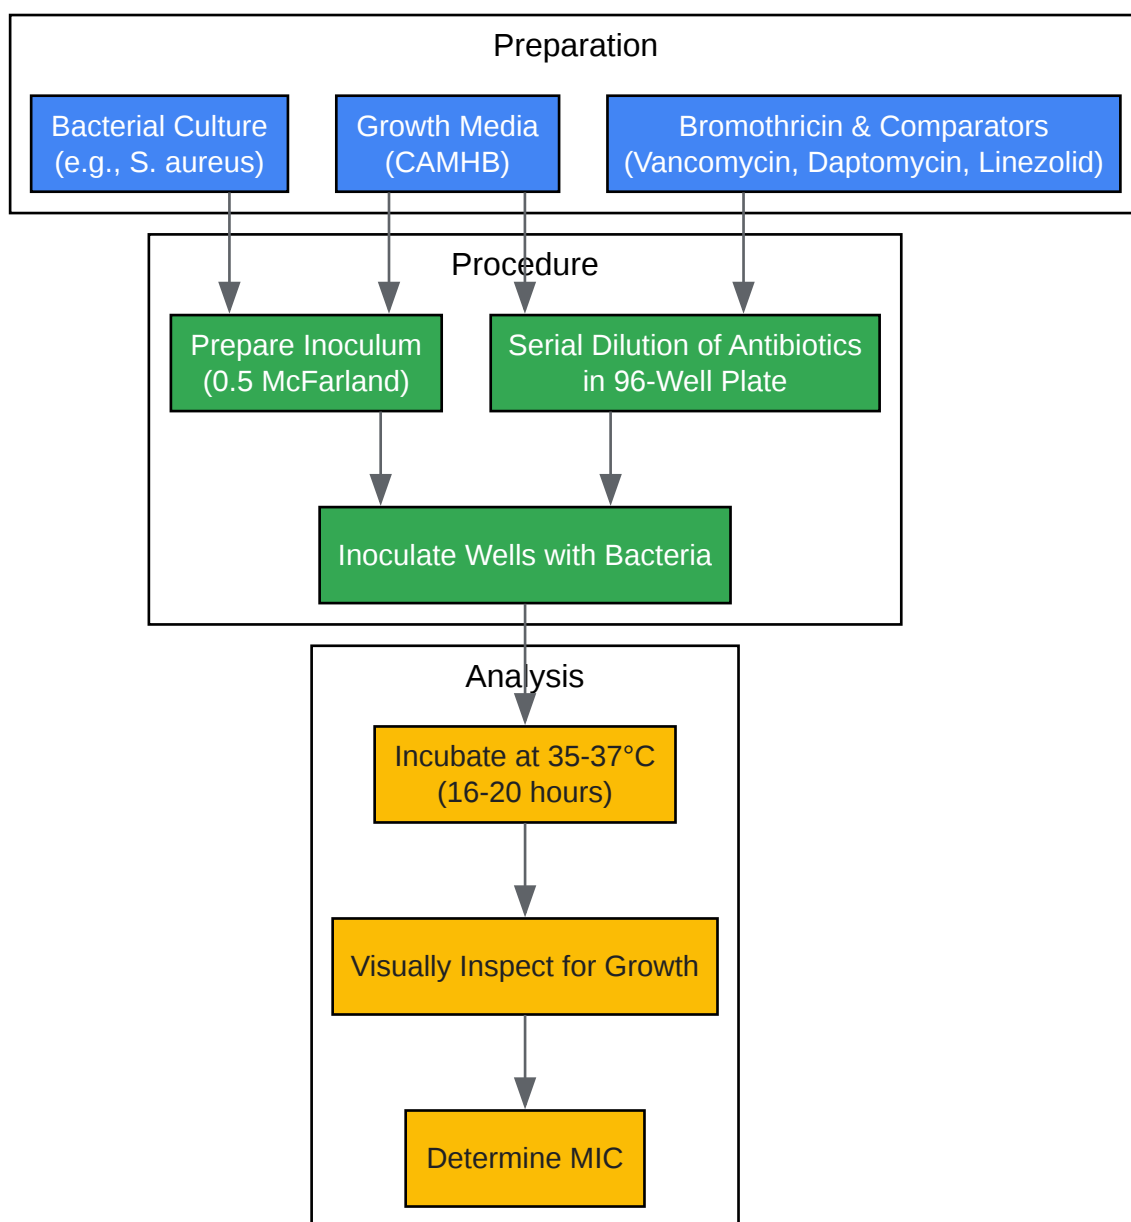 Preparation
Bacterial Culture
(e.g., S. aureus)
Growth Media
(CAMHB)
Bromothricin & Comparators
(Vancomycin, Daptomycin, Linezolid)
Procedure
Prepare Inoculum
(0.5 McFarland)
Serial Dilution of Antibiotics
in 96-Well Plate
Inoculate Wells with Bacteria
Analysis
Incubate at 35-37°C
(16-20 hours)
Visually Inspect for Growth
Determine MIC